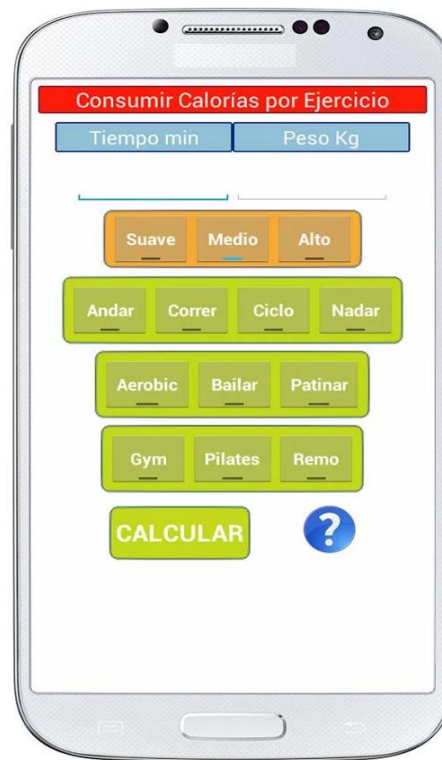 Consumir Calorías por Ejercicio
Tiempo min Peso Kg
Suave Medio Alto
Andar Correr Ciclo Nadar
Aerobic Bailar Patinar
Gym Pilates Remo
CALCULAR ?